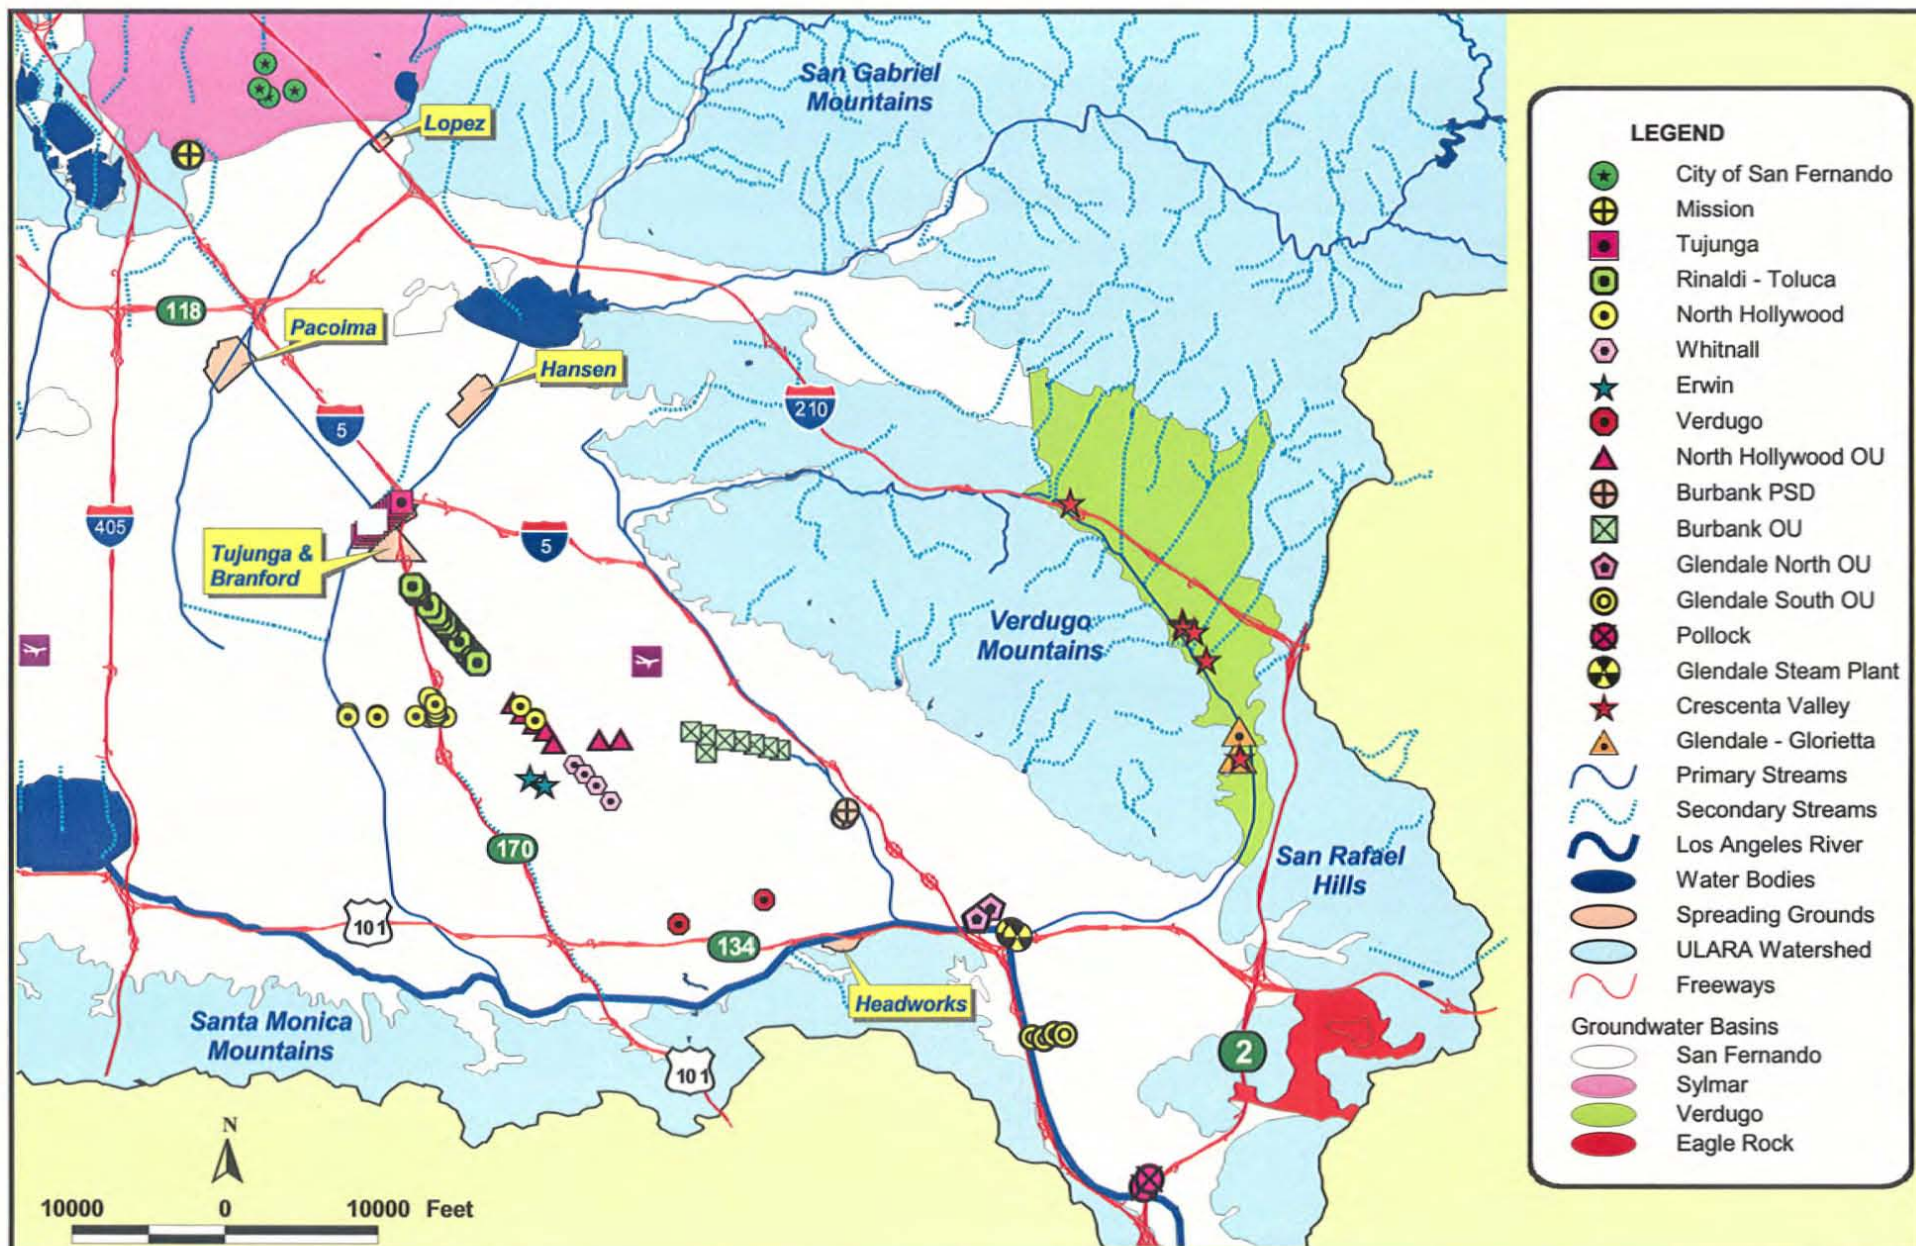 San Gabriel
Mountains
Lopez
118
Pacoima
Hansen
5
210
405
5
Tujunga &
Branford
Verdugo
Mountains
170
San Rafael
Hills
101
134
Headworks
Santa Monica
Mountains
101
2
N
10000 0 10000 Feet
LEGEND
City of San Fernando
Mission
Tujunga
Rinaldi - Toluca
North Hollywood
Whitnall
Erwin
Verdugo
North Hollywood OU
Burbank PSD
Burbank OU
Glendale North OU
Glendale South OU
Pollock
Glendale Steam Plant
Crescenta Valley
Glendale - Glorietta
Primary Streams
Secondary Streams
Los Angeles River
Water Bodies
Spreading Grounds
ULARA Watershed
Freeways
Groundwater Basins
San Fernando
Sylmar
Verdugo
Eagle Rock